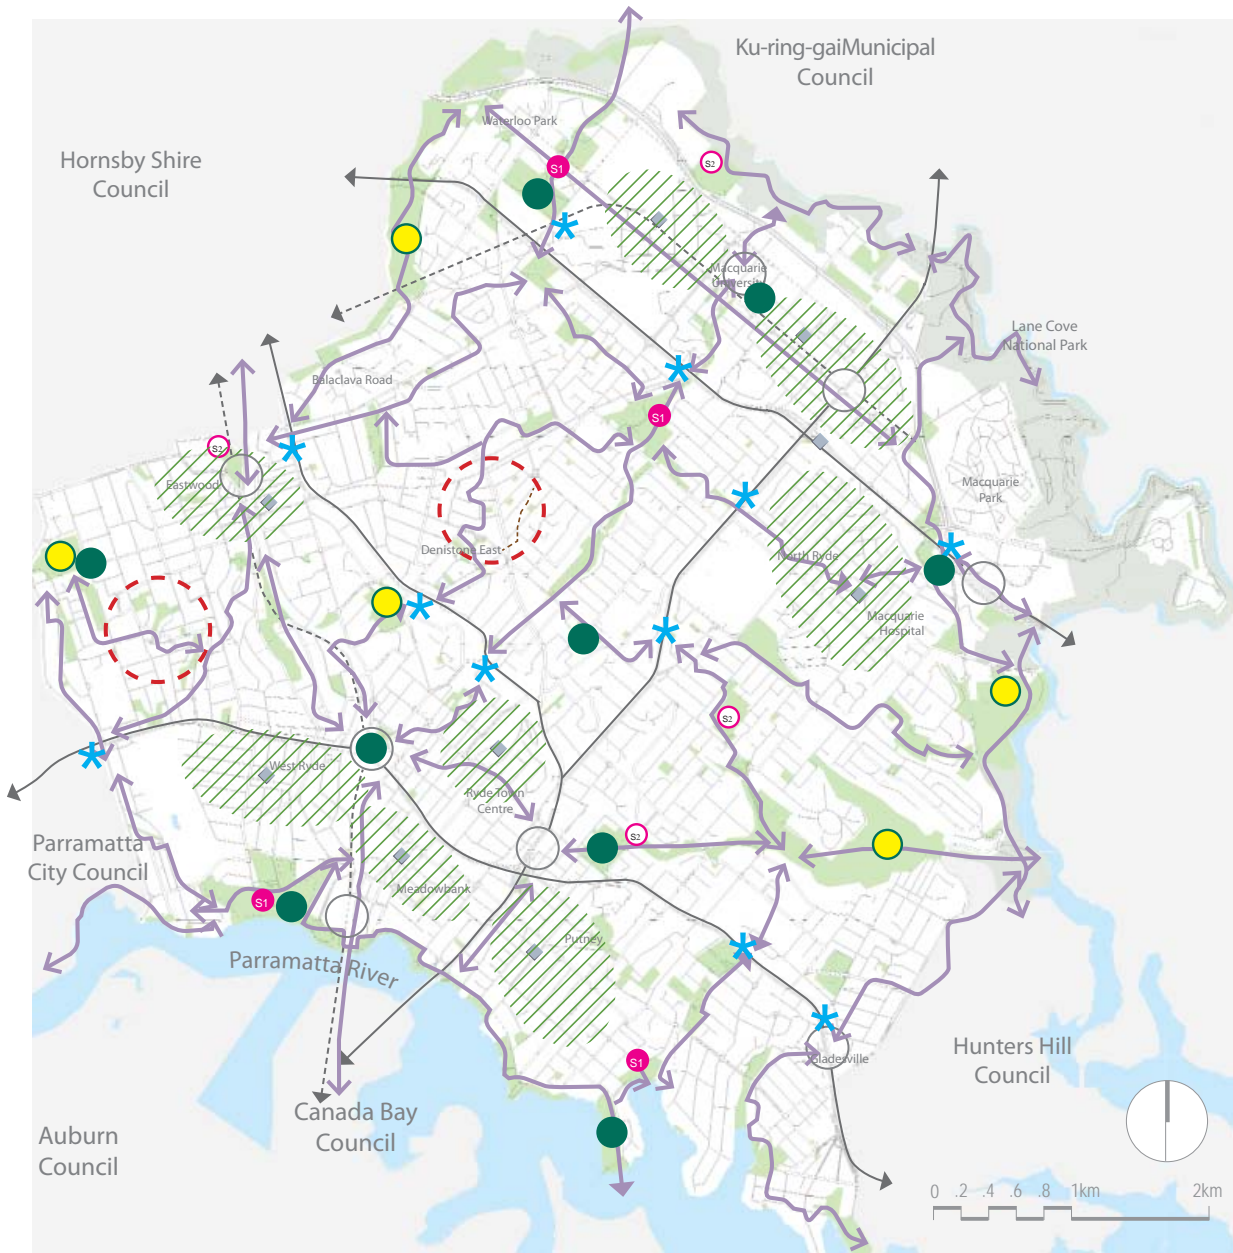 Ku-ring-gaiMunicipal
Council
Waterloo Park
Hornsby Shire
Council
S1
S2
Macquarie
University
Lane Cove
National Park
Balaclava Road
S1
S2
Eastwood
Macquarie
Park
Denistone East
North Ryde
Macquarie
Hospital
S2
West Ryde
Ryde Town
Centre
S2
Parramatta
City Council
Meadowbank
S1
Putney
Parramatta River
S1
Gladesville
Hunters Hill
Council
Canada Bay
Council
Auburn
Council
0 .2 .4 .6 .8 1km 2km